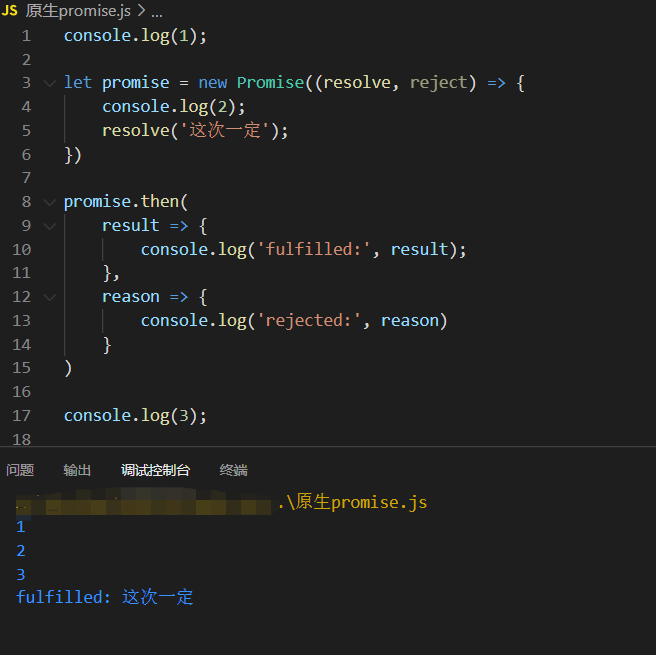 JS 原生promise.js > ...
1 console.log(1);
2
3 let promise = new Promise((resolve, reject) => {
4 console.log(2);
5 resolve('这次一定');
6 })
7
8 promise.then(
9 result => {
10 console.log('fulfilled:', result);
11 },
12 reason => {
13 console.log('rejected:', reason)
14 }
15 )
16
17 console.log(3);
18
问题 输出 调试控制台 终端
.\原生promise.js
1
2
3
fulfilled: 这次一定